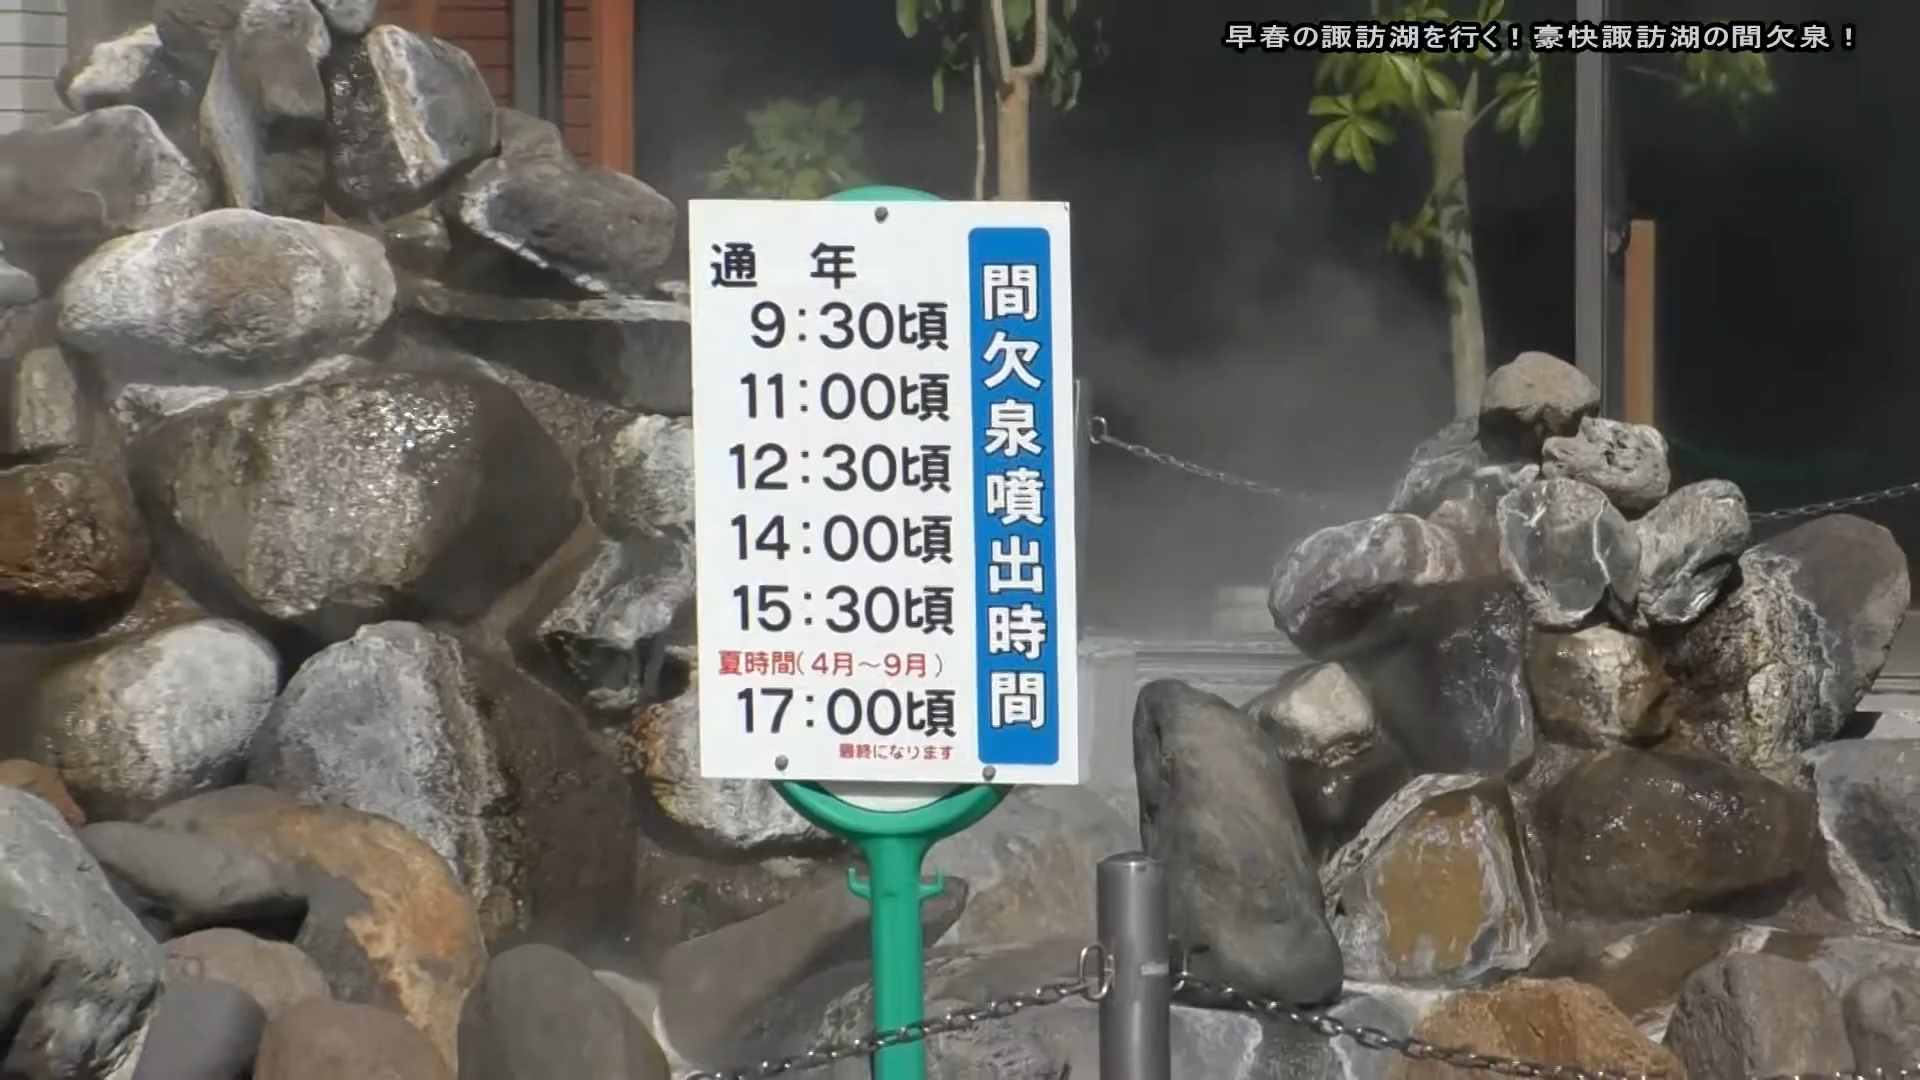 早春の諏訪湖を行く！豪快諏訪湖の間欠泉！
間欠泉噴出時間
通 年
9:30頃
11:00頃
12:30頃
14:00頃
15:30頃
夏時間(4月～9月)
17:00頃
最終になります